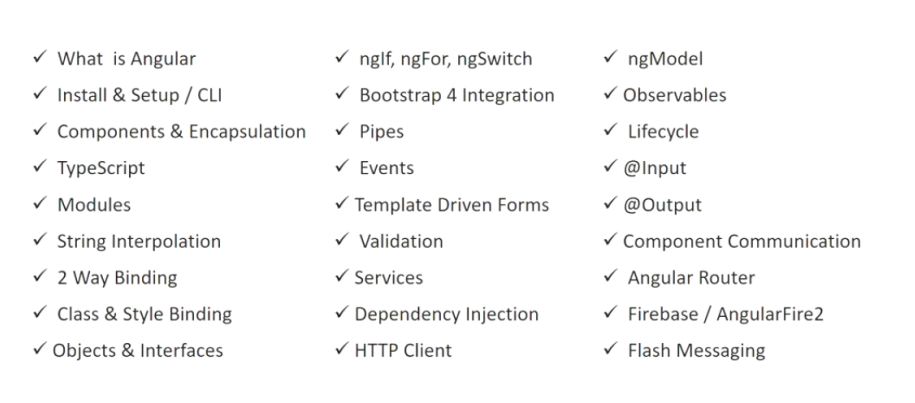 ✓ What is Angular
✓ Install & Setup / CLI
✓ Components & Encapsulation
✓ TypeScript
✓ Modules
✓ String Interpolation
✓ 2 Way Binding
✓ Class & Style Binding
✓ Objects & Interfaces
✓ ngIf, ngFor, ngSwitch
✓ Bootstrap 4 Integration
✓ Pipes
✓ Events
✓ Template Driven Forms
✓ Validation
✓ Services
✓ Dependency Injection
✓ HTTP Client
✓ ngModel
✓ Observables
✓ Lifecycle
✓ @Input
✓ @Output
✓ Component Communication
✓ Angular Router
✓ Firebase / AngularFire2
✓ Flash Messaging